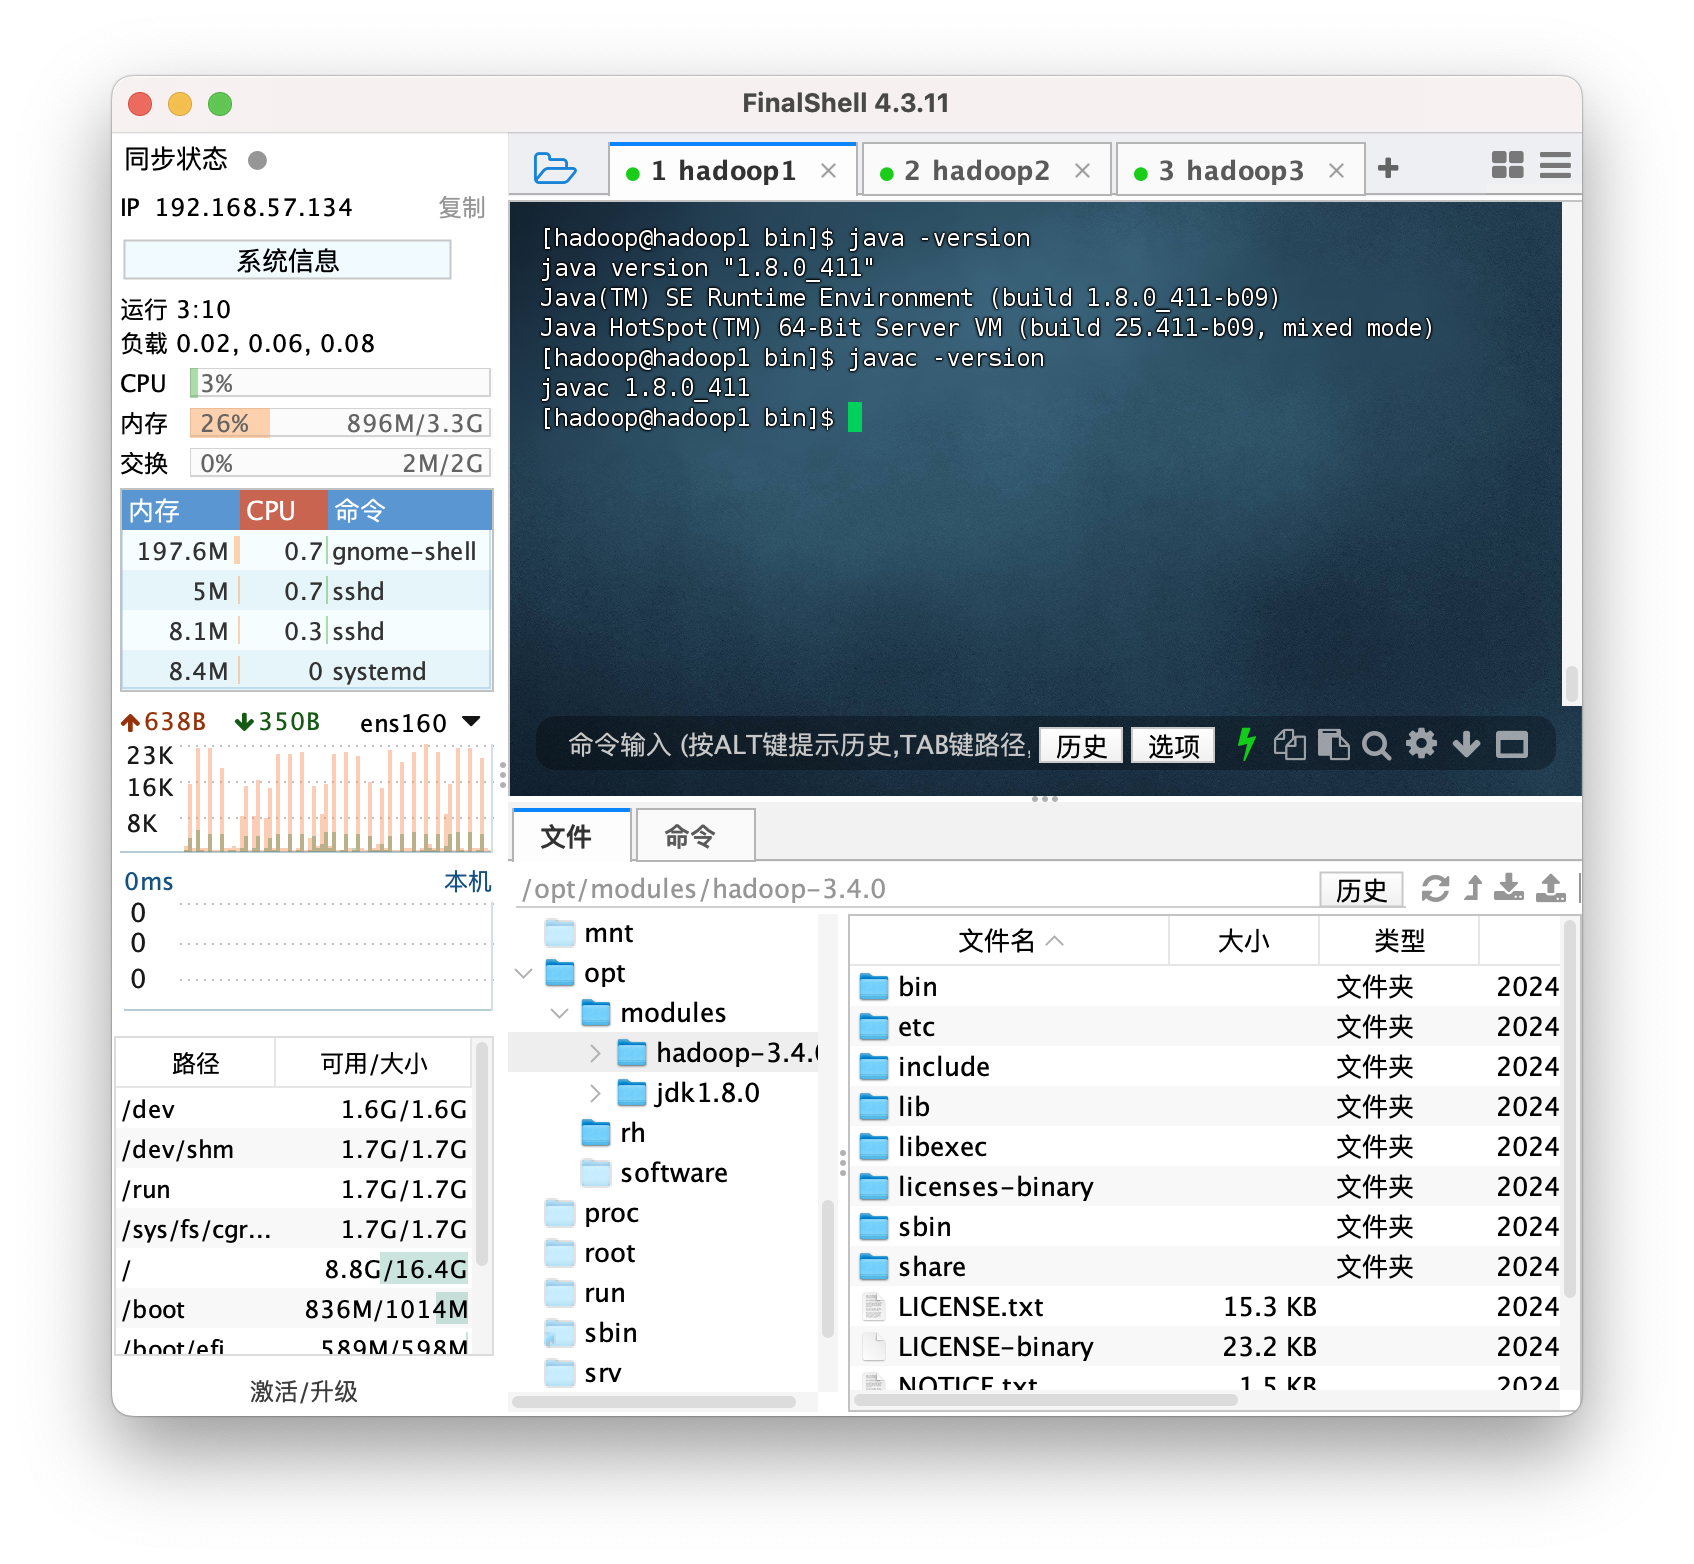 FinalShell 4.3.11
同步状态
IP 192.168.57.134 复制
系统信息
运行 3:10
负载 0.02, 0.06, 0.08
CPU 3%
内存 26% 896M/3.3G
交换 0% 2M/2G
内存 CPU 命令
197.6M 0.7 gnome-shell
5M 0.7 sshd
8.1M 0.3 sshd
8.4M 0 systemd
638B 350B ens160
23K
16K
8K
0ms 本机
0
0
0
路径 可用/大小
/dev 1.6G/1.6G
/dev/shm 1.7G/1.7G
/run 1.7G/1.7G
/sys/fs/cgr... 1.7G/1.7G
/ 8.8G/16.4G
/boot 836M/1014M
/boot/efi 589M/598M
激活/升级
1 hadoop1 2 hadoop2 3 hadoop3
[hadoop@hadoop1 bin]$ java -version
java version "1.8.0_411"
Java(TM) SE Runtime Environment (build 1.8.0_411-b09)
Java HotSpot(TM) 64-Bit Server VM (build 25.411-b09, mixed mode)
[hadoop@hadoop1 bin]$ javac -version
javac 1.8.0_411
[hadoop@hadoop1 bin]$
命令输入 (按ALT键提示历史,TAB键路径, 历史 选项
文件 命令
/opt/modules/hadoop-3.4.0 历史
mnt
opt
modules
hadoop-3.4.0
jdk1.8.0
rh
software
proc
root
run
sbin
srv
文件名 大小 类型
bin 文件夹 2024
etc 文件夹 2024
include 文件夹 2024
lib 文件夹 2024
libexec 文件夹 2024
licenses-binary 文件夹 2024
sbin 文件夹 2024
share 文件夹 2024
LICENSE.txt 15.3 KB 2024
LICENSE-binary 23.2 KB 2024
NOTICE.txt 1.5 KB 2024